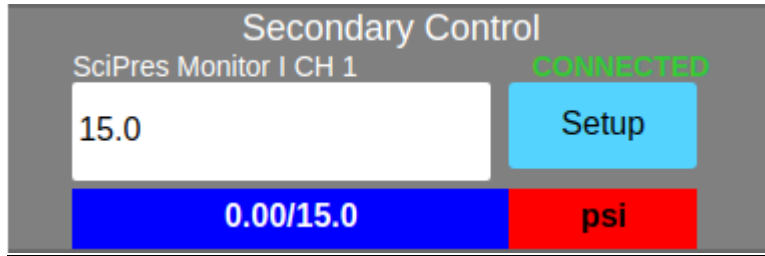 Secondary Control
SciPres Monitor I CH 1 CONNECTED
15.0 Setup
0.00/15.0 psi